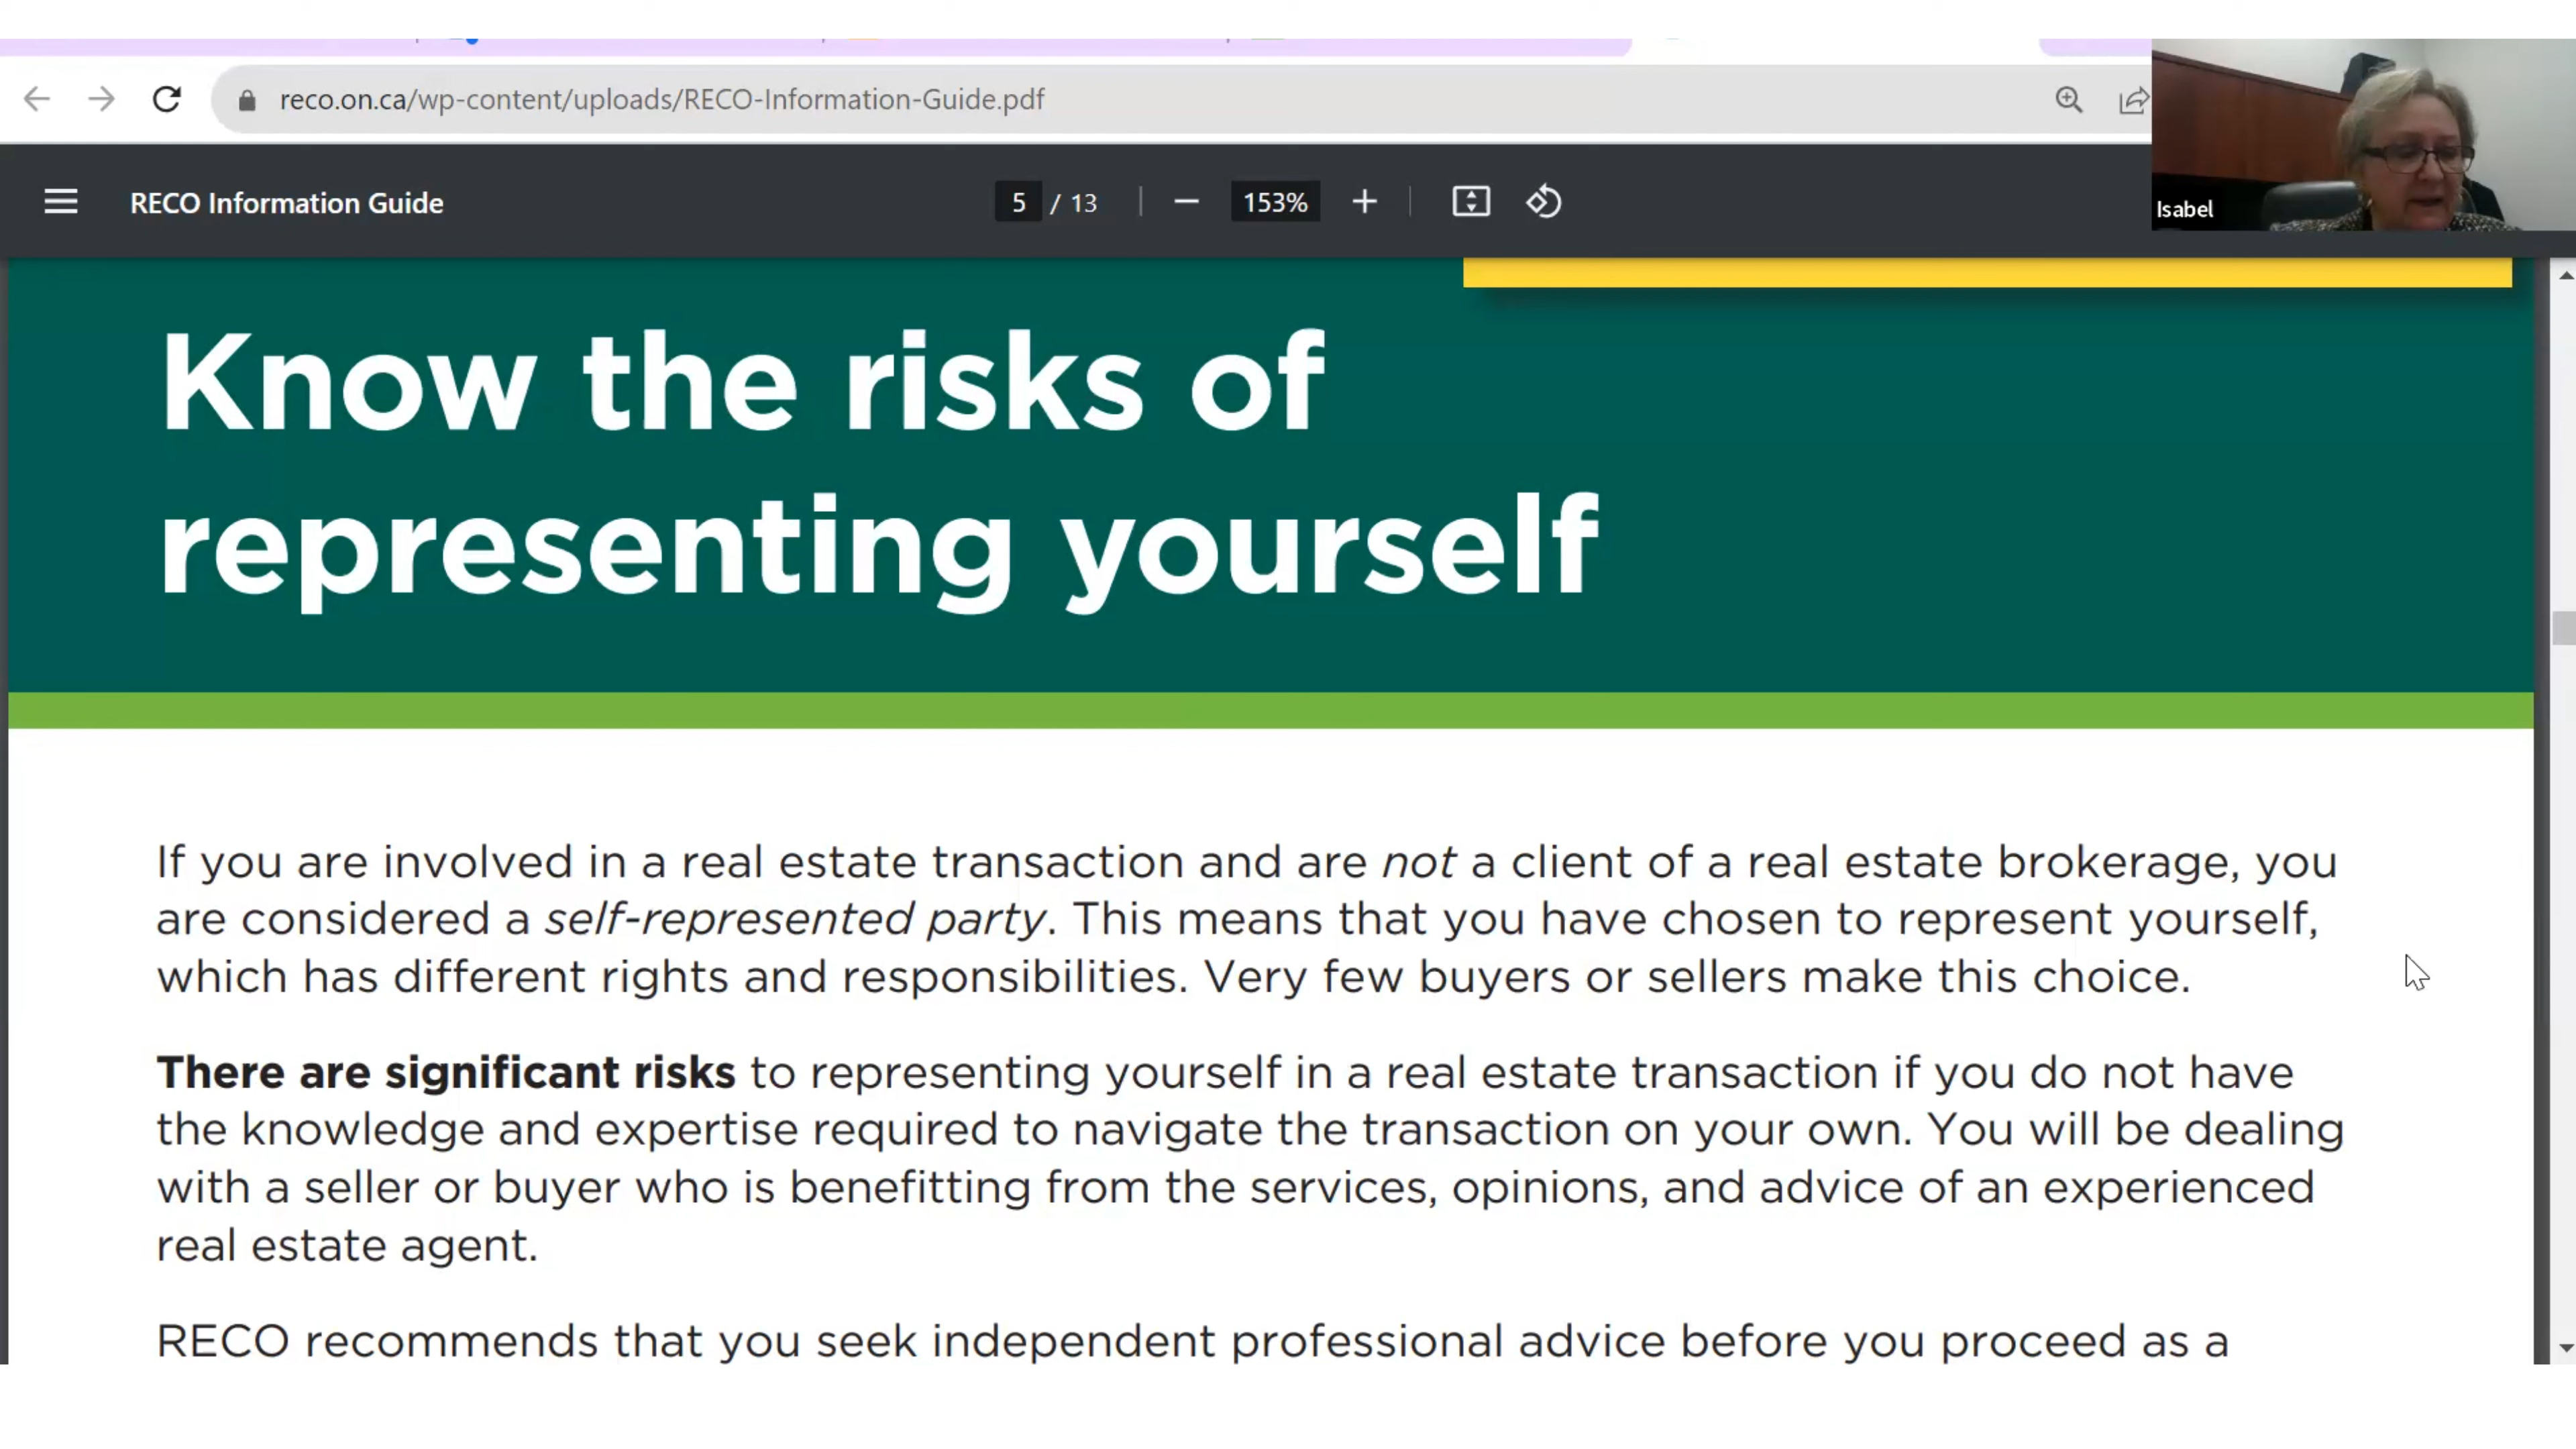 reco.on.ca/wp-content/uploads/RECO-Information-Guide.pdf
RECO Information Guide
5 / 13
153%
Isabel
Know the risks of
representing yourself
If you are involved in a real estate transaction and are not a client of a real estate brokerage, you
are considered a self-represented party. This means that you have chosen to represent yourself,
which has different rights and responsibilities. Very few buyers or sellers make this choice.
There are significant risks to representing yourself in a real estate transaction if you do not have
the knowledge and expertise required to navigate the transaction on your own. You will be dealing
with a seller or buyer who is benefitting from the services, opinions, and advice of an experienced
real estate agent.
RECO recommends that you seek independent professional advice before you proceed as a